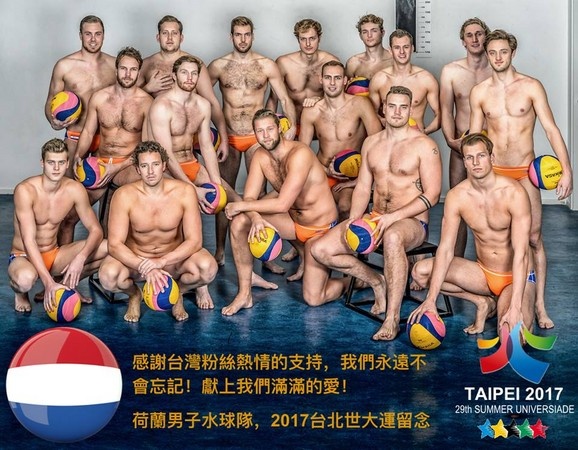 感謝台灣粉絲熱情的支持，我們永遠不
會忘記！獻上我們滿滿的愛！
荷蘭男子水球隊，2017台北世大運留念
TAIPEI 2017
29th SUMMER UNIVERSIADE